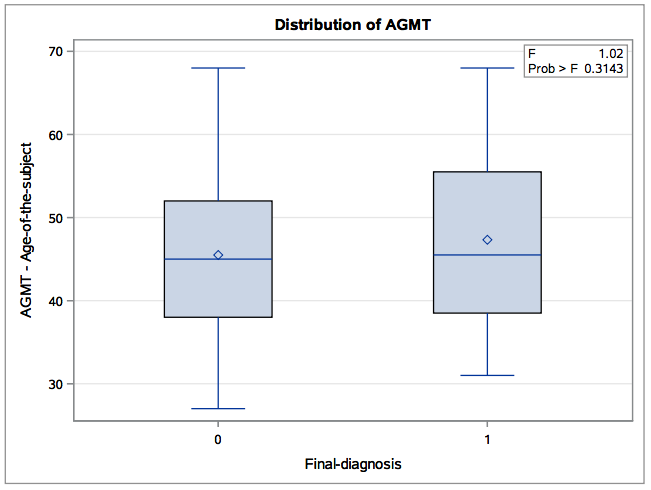 Distribution of AGMT
F 1.02
Prob > F 0.3143
70
60
50
40
30
AGMT - Age-of-the-subject
0 1
Final-diagnosis